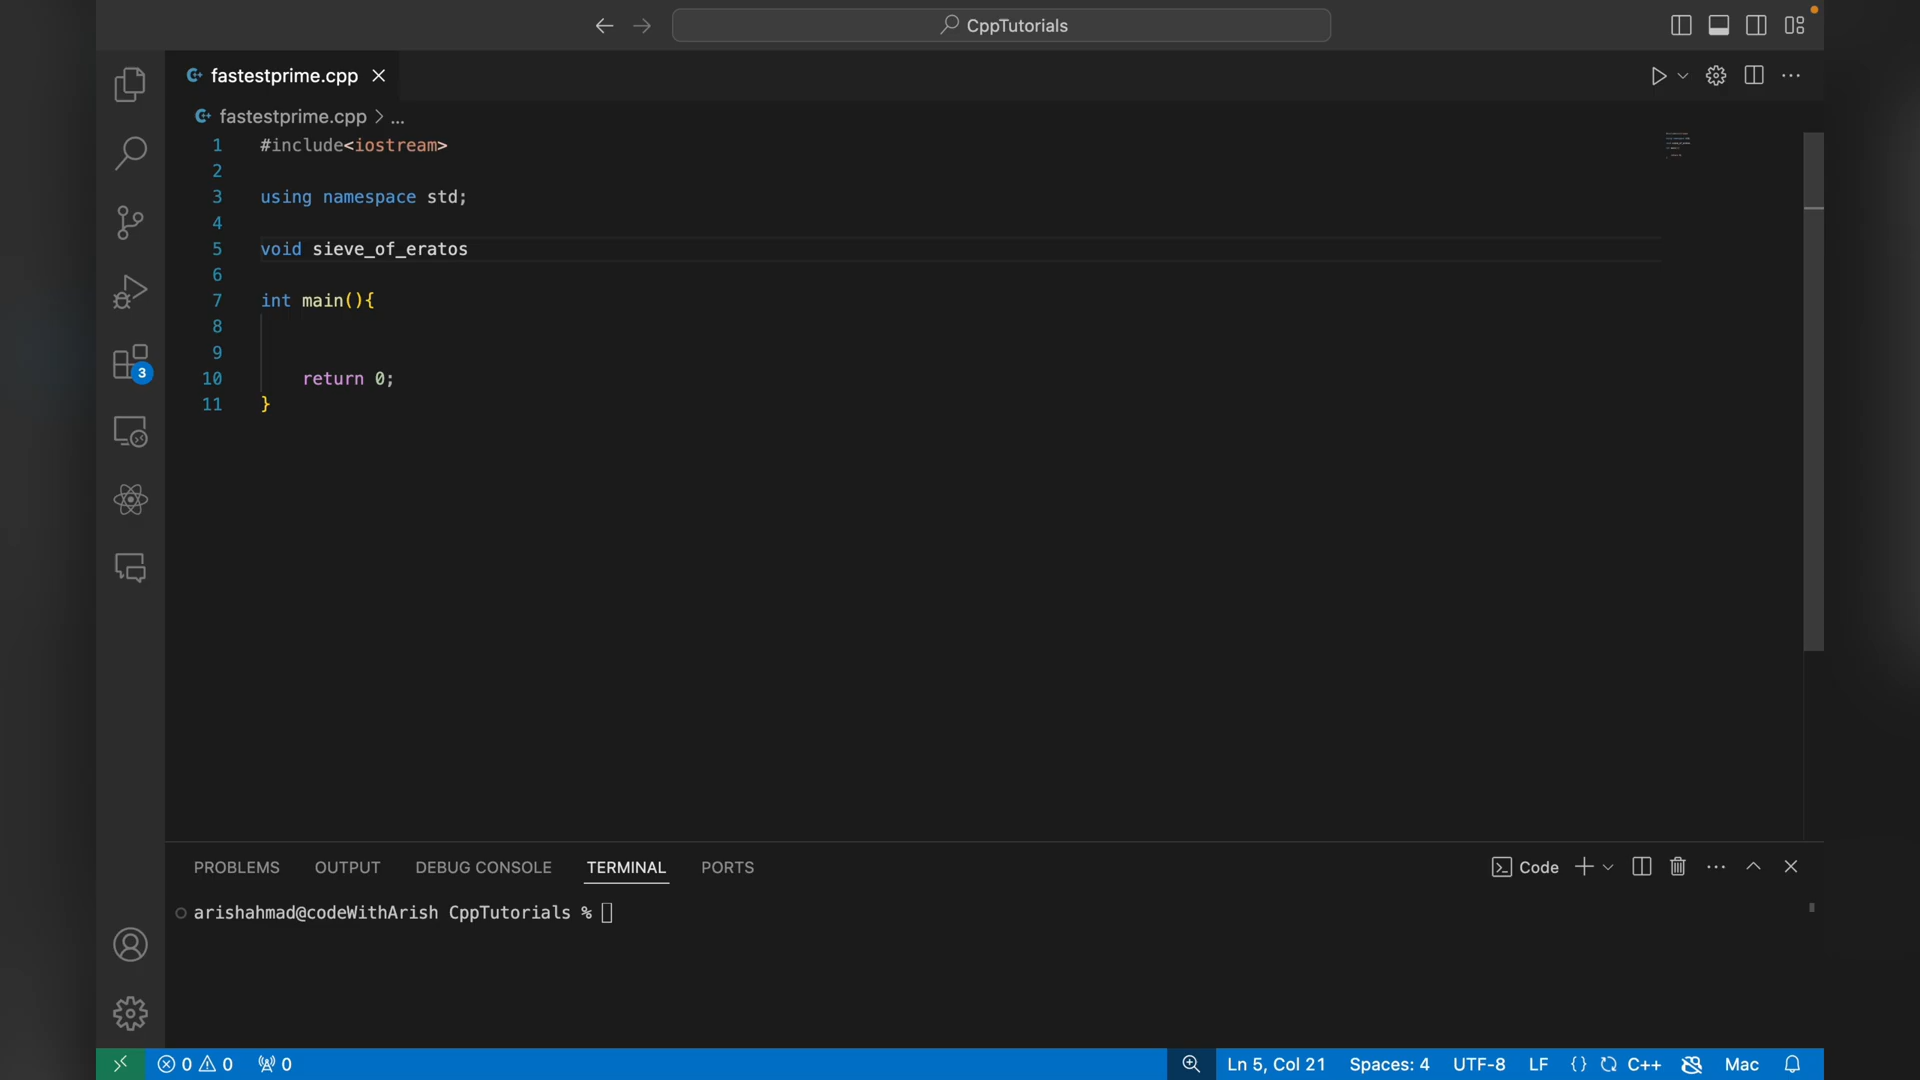 CppTutorials
fastestprime.cpp
fastestprime.cpp > ...
1 #include<iostream>
2
3 using namespace std;
4
5 void sieve_of_eratos
6
7 int main(){
8
9
10 return 0;
11 }
3
PROBLEMS OUTPUT DEBUG CONSOLE TERMINAL PORTS Code
arishahmad@codeWithArish CppTutorials %
0 0 0 Ln 5, Col 21 Spaces: 4 UTF-8 LF {} C++ Mac